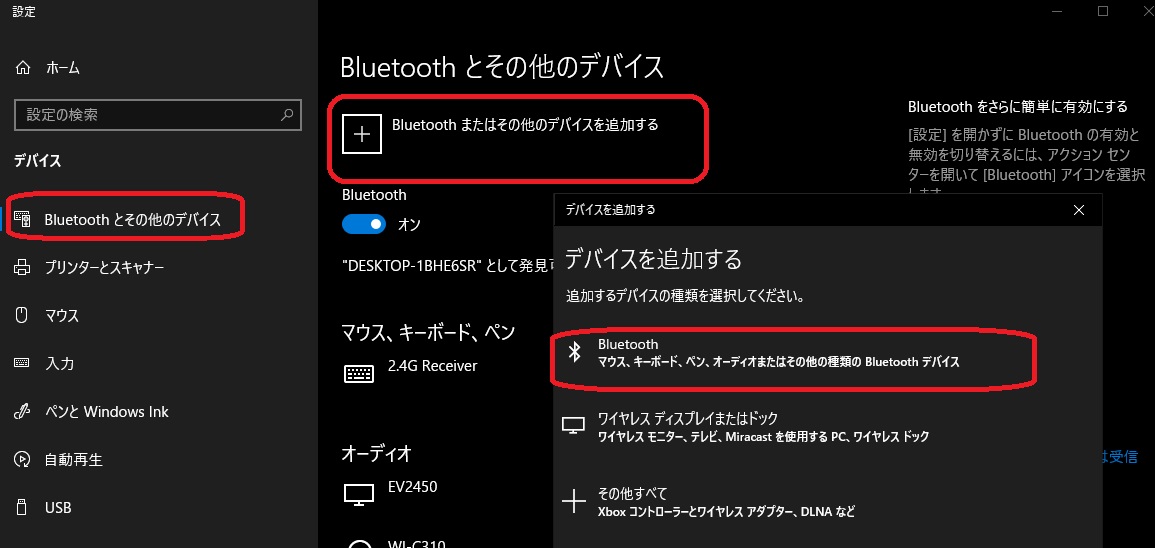 設定
ホーム
設定の検索
デバイス
Bluetooth とその他のデバイス
プリンターとスキャナー
マウス
入力
ペンと Windows Ink
自動再生
USB
Bluetooth とその他のデバイス
Bluetooth またはその他のデバイスを追加する
Bluetooth
オン
"DESKTOP-1BHE6SR" として発見
マウス、キーボード、ペン
2.4G Receiver
オーディオ
EV2450
WI-C310
Bluetooth をさらに簡単に有効にする
[設定] を開かずに Bluetooth の有効と
無効を切り替えるには、アクション セン
ターを開いて [Bluetooth] アイコンを選択
します
デバイスを追加する
デバイスを追加する
追加するデバイスの種類を選択してください。
Bluetooth
マウス、キーボード、ペン、オーディオまたはその他の種類の Bluetooth デバイス
ワイヤレス ディスプレイまたはドック
ワイヤレス モニター、テレビ、Miracast を使用する PC、ワイヤレス ドック
その他すべて
Xbox コントローラーとワイヤレス アダプター、DLNA など
は受信